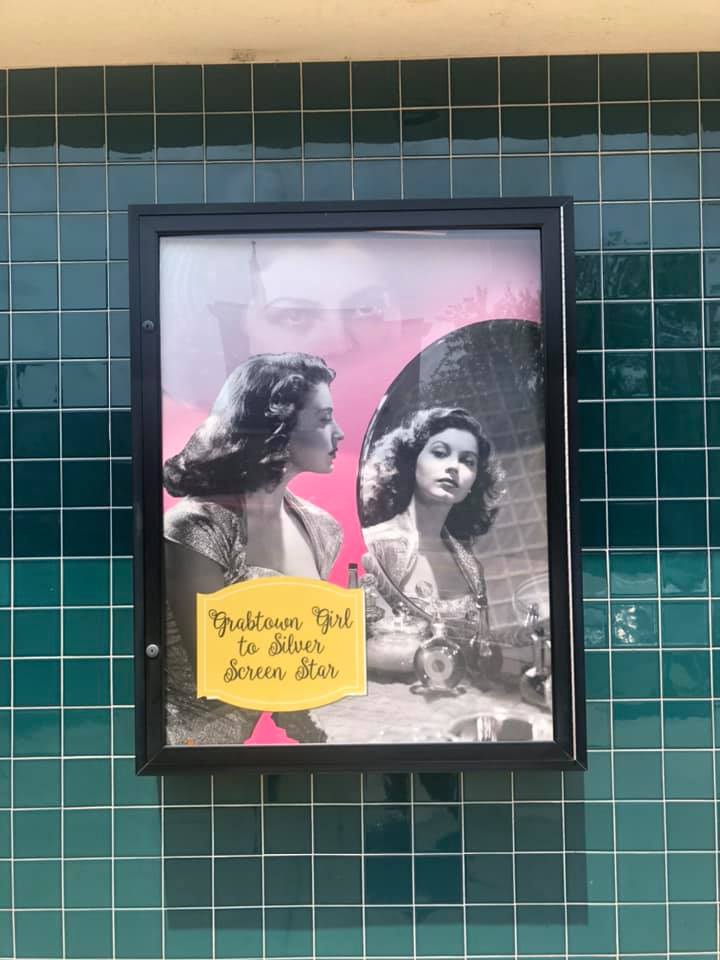 Grabtown Girl
to Silver
Screen Star